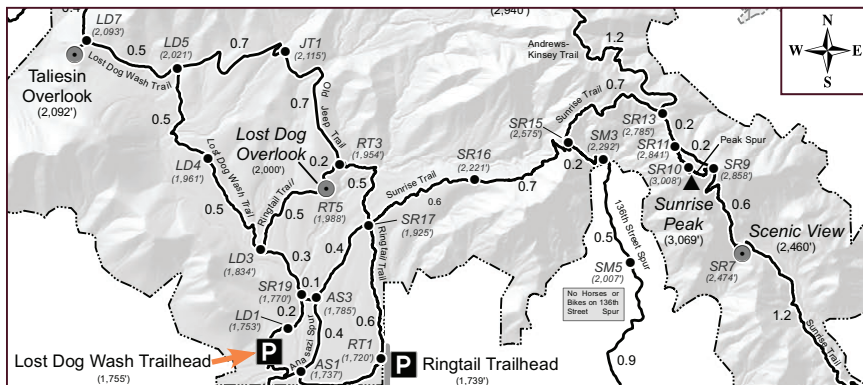 2,940')
N
W E
S
LD7
(2,093')
Taliesin
Overlook
(2,092')
0.5
Lost Dog Wash Trail
LD5
(2,021')
0.7
JT1
(2,115')
0.7
Old Jeep Trail
Lost Dog
Overlook
(2,000')
RT3
(1,954')
0.2
0.5
RT5
(1,988')
0.5
Ringtail Trail
0.5
Lost Dog Wash Trail
LD4
(1,961')
0.5
LD3
(1,834')
0.3
0.4
SR17
(1,925')
Sunrise Trail
0.6
SR16
(2,221')
0.7
Ringtail Trail
0.6
SR19
(1,770')
0.1
AS3
(1,785')
0.2
LD1
(1,753')
0.4
Anasazi Spur
AS1
(1,737')
RT1
(1,720')
P
Lost Dog Wash Trailhead
(1,755')
P
Ringtail Trailhead
(1,739')
Andrews-
Kinsey Trail
1.2
0.7
Sunrise Trail
SR15
(2,575')
0.2
SM3
(2,292')
SR13
(2,785')
0.2
SR11
(2,841')
0.2
Peak Spur
SR10
(3,008')
SR9
(2,858')
Sunrise
Peak
(3,069')
0.6
Scenic View
(2,460')
SR7
(2,474')
1.2
Sunrise Trail
136th Street Spur
0.5
SM5
(2,007')
No Horses or
Bikes on 136th
Street Spur
0.9